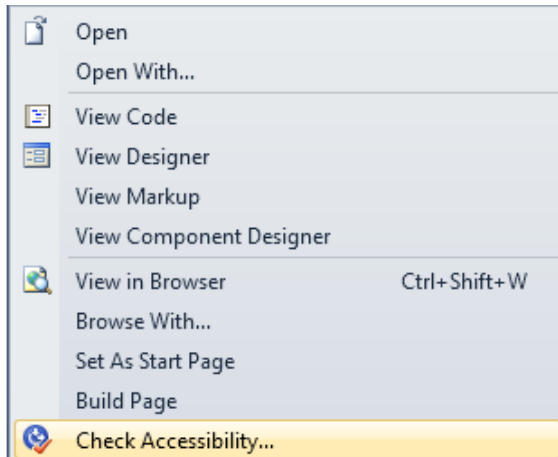 Open
Open With...
View Code
View Designer
View Markup
View Component Designer
View in Browser Ctrl+Shift+W
Browse With...
Set As Start Page
Build Page
Check Accessibility...